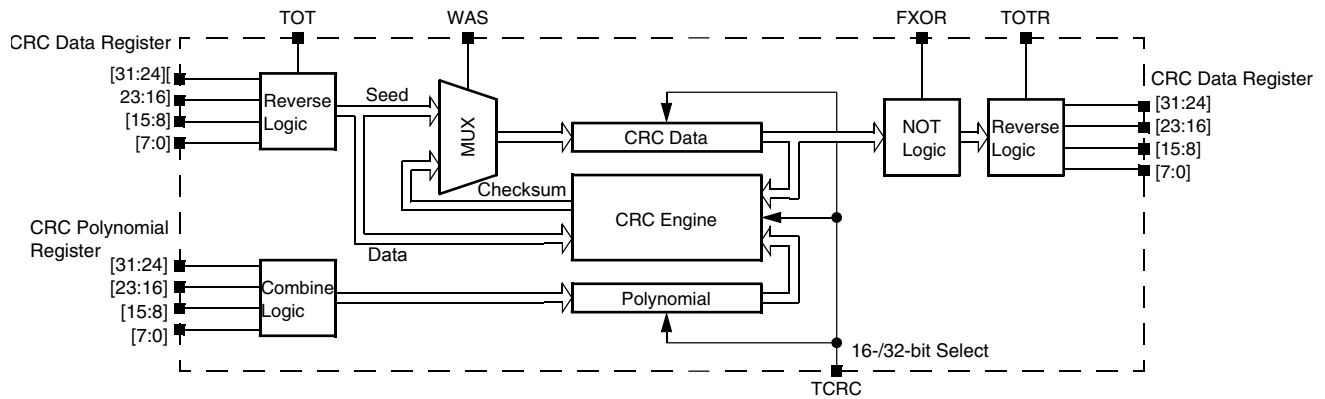 TOT
WAS
FXOR
TOTR
CRC Data Register
[31:24][
23:16]
[15:8]
[7:0]
Reverse
Logic
Seed
MUX
Checksum
Data
CRC Data
CRC Engine
NOT
Logic
Reverse
Logic
CRC Data Register
[31:24]
[23:16]
[15:8]
[7:0]
CRC Polynomial
Register
[31:24]
[23:16]
[15:8]
[7:0]
Combine
Logic
Polynomial
16-/32-bit Select
TCRC